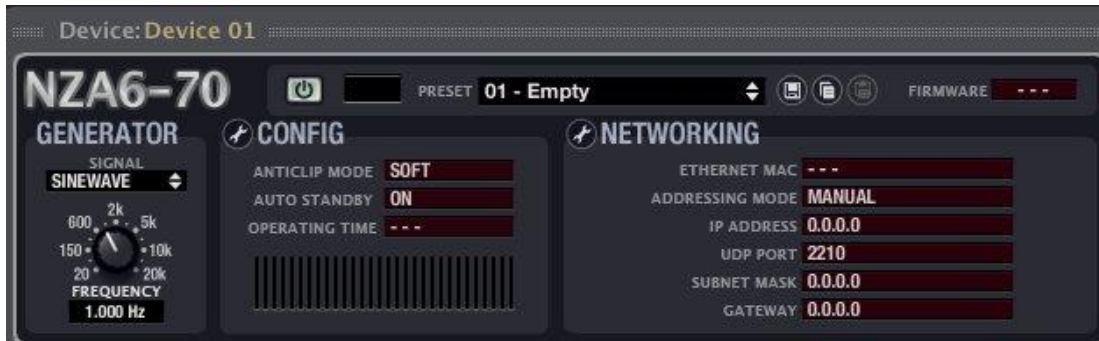 Device: Device 01
NZA6-70
PRESET 01 - Empty
FIRMWARE - - -
GENERATOR
SIGNAL
SINEWAVE
600 2k 5k
150 10k
20 20k
FREQUENCY
1.000 Hz
CONFIG
ANTICLIP MODE SOFT
AUTO STANDBY ON
OPERATING TIME - - -
NETWORKING
ETHERNET MAC - - -
ADDRESSING MODE MANUAL
IP ADDRESS 0.0.0.0
UDP PORT 2210
SUBNET MASK 0.0.0.0
GATEWAY 0.0.0.0